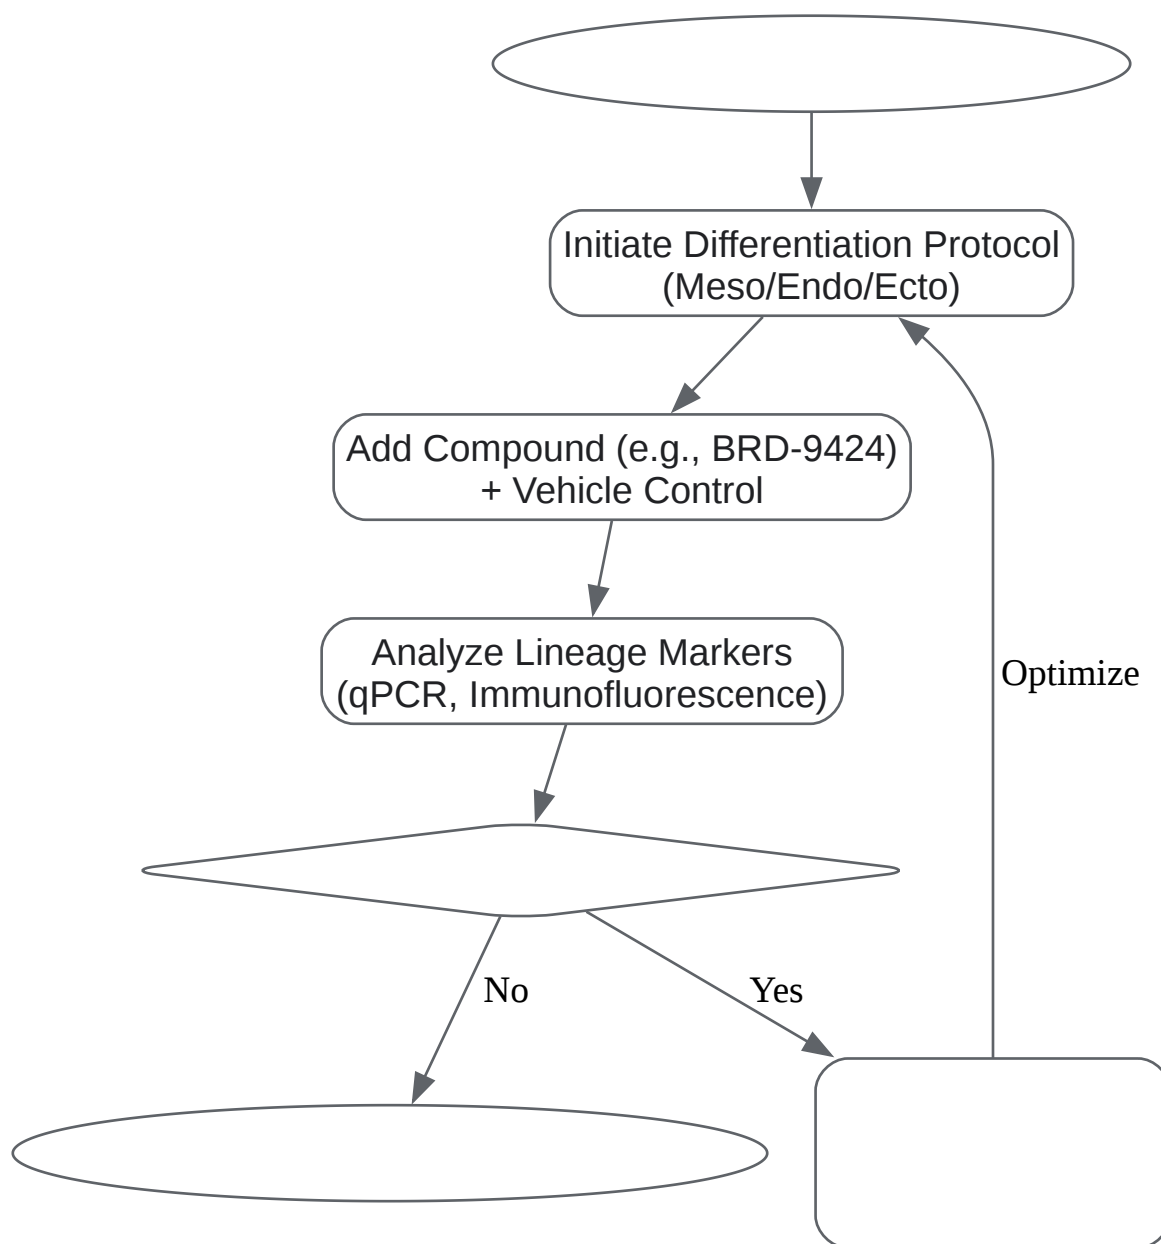 Initiate Differentiation Protocol
(Meso/Endo/Ecto)
Add Compound (e.g., BRD-9424)
+ Vehicle Control
Analyze Lineage Markers
(qPCR, Immunofluorescence)
Optimize
No
Yes